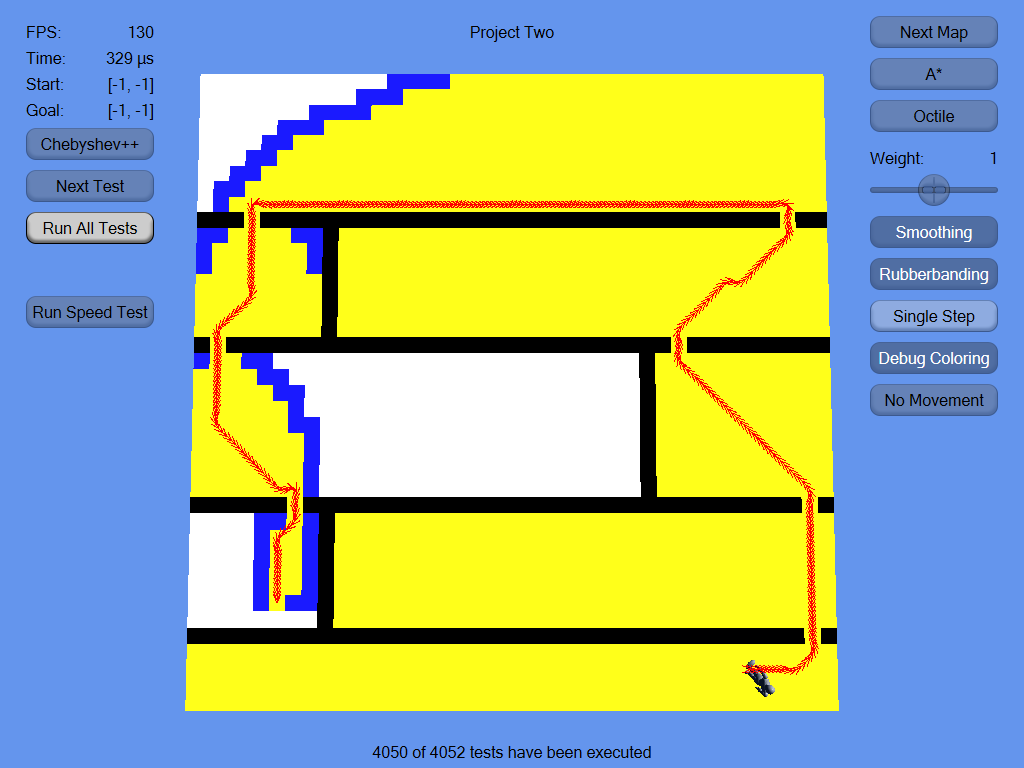 FPS: 130
Time: 329 µs
Start: [-1, -1]
Goal: [-1, -1]
Chebyshev++
Next Test
Run All Tests
Run Speed Test
Project Two
Next Map
A*
Octile
Weight: 1
Smoothing
Rubberbanding
Single Step
Debug Coloring
No Movement
4050 of 4052 tests have been executed